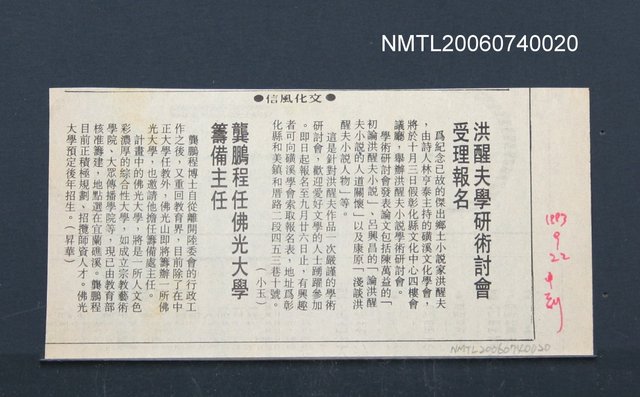 NMTL20060740020
●文化風信●
洪醒夫學研術討會
受理報名
爲紀念已故的傑出鄉土小說家洪醒夫
，由詩人林亨泰主持的磺溪文化學會，
將於十月三日假彰化縣文化中心四樓會
議廳，舉辦洪醒夫小說學術研討會。
學術研討會發表論文包括陳萬益的「
初論洪醒夫小說」、呂興昌的「論洪醒
夫小說的人道關懷」以及康原「淺談洪
醒夫小說人物」等。
這是針對洪醒夫作品一次嚴謹的學術
研討會，歡迎愛好文學的人士踴躍參加
。即日起報名至九月廿六日止，有興趣
者可向磺溪學會索取報名表，地址爲彰
化縣和美鎮和厝路二段四五三巷十號。
（小玉）
龔鵬程任佛光大學
籌備主任
龔鵬程博士自從離開陸委會的行政工
作之後，又重回教育界，目前除了在中
正大學任教外，佛光山即將籌辦一所佛
光大學，也邀請他擔任籌備處主任。
計畫中的佛光大學，將是一所人文色
彩濃厚的綜合性大學，如成立宗教藝術
學院、大眾傳播學院等，現已由教育部
核准籌建，地點選在宜蘭礁溪。龔鵬程
目前正積極規劃、招攬師資人才。佛光
大學預定後年招生。（昇華）
1993
9.22
中副
NMTL20060740020